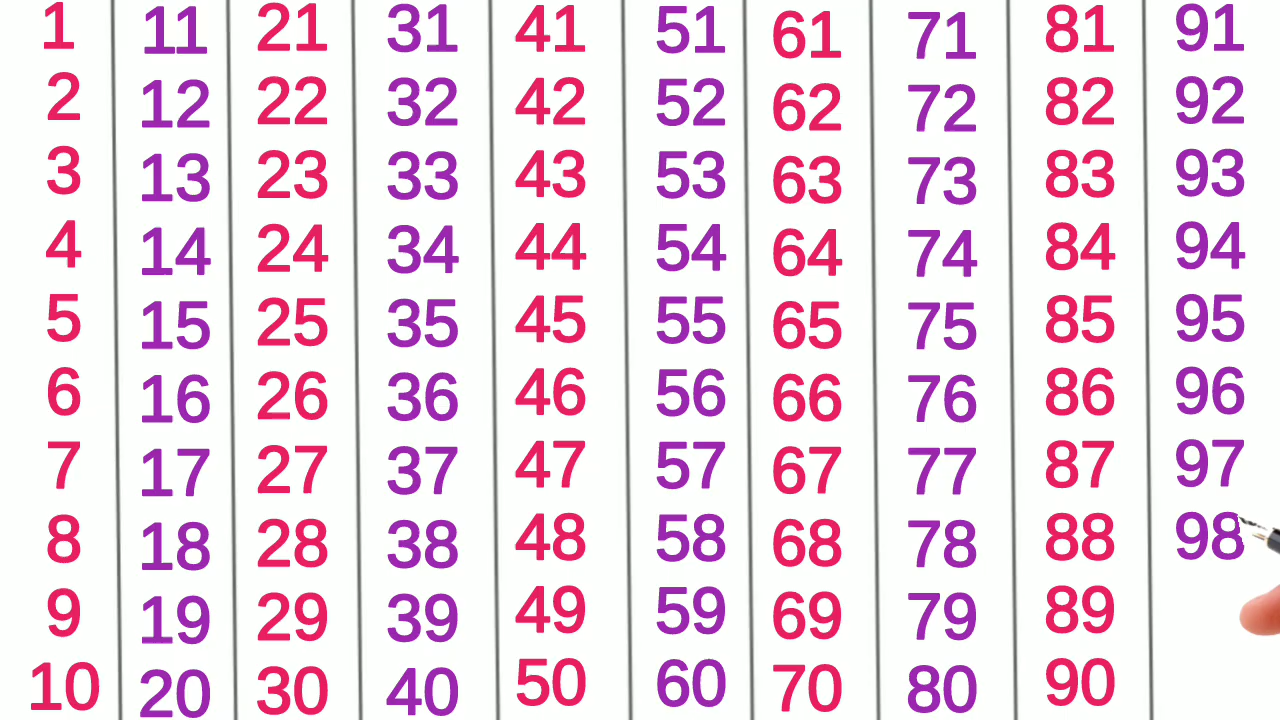 1 11 21 31 41 51 61 71 81 91
2 12 22 32 42 52 62 72 82 92
3 13 23 33 43 53 63 73 83 93
4 14 24 34 44 54 64 74 84 94
5 15 25 35 45 55 65 75 85 95
6 16 26 36 46 56 66 76 86 96
7 17 27 37 47 57 67 77 87 97
8 18 28 38 48 58 68 78 88 98
9 19 29 39 49 59 69 79 89
10 20 30 40 50 60 70 80 90